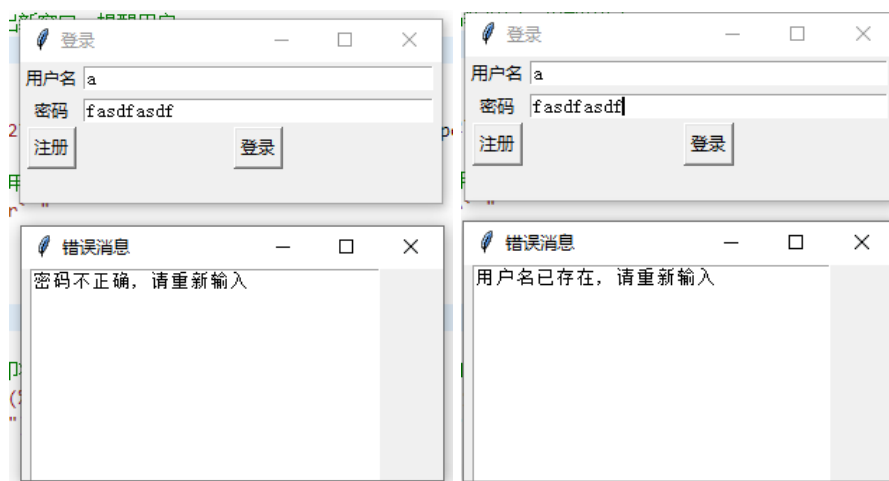 登录
用户名 a
密码 fasdfasdf
注册 登录
错误消息
密码不正确，请重新输入
登录
用户名 a
密码 fasdfasdf
注册 登录
错误消息
用户名已存在，请重新输入